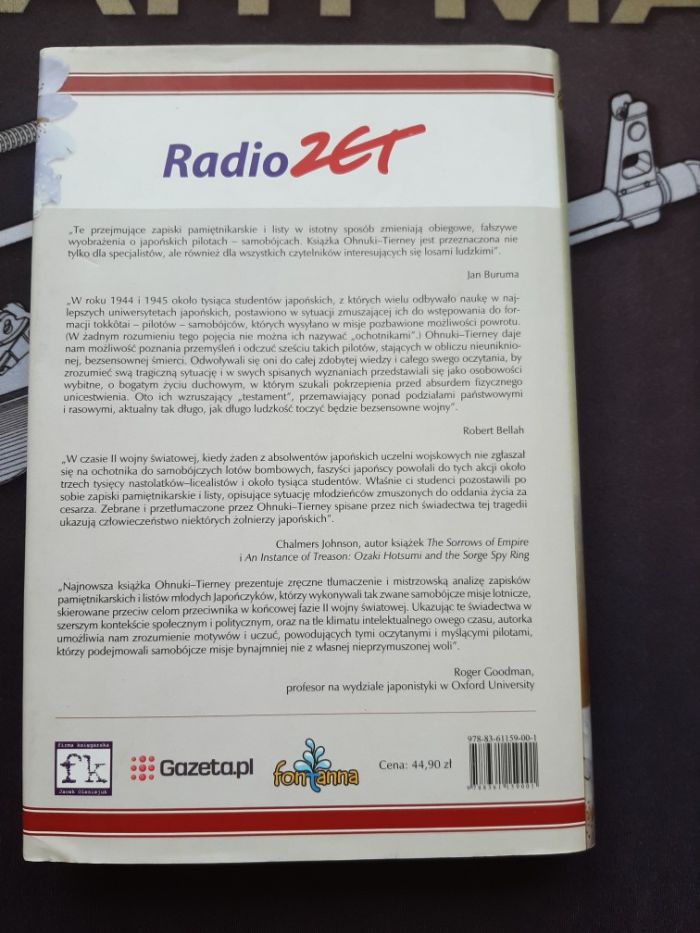 Radio ZET
„Te przejmujące zapiski pamiętnikarskie i listy w istotny sposób zmieniają obiegowe, fałszywe
wyobrażenia o japońskich pilotach – samobójcach. Książka Ohnuki–Tierney jest przeznaczona nie
tylko dla specjalistów, ale również dla wszystkich czytelników interesujących się losami ludzkimi".
Jan Buruma
„W roku 1944 i 1945 około tysiąca studentów japońskich, z których wielu odbywało naukę w naj-
lepszych uniwersytetach japońskich, postawiono w sytuacji zmuszającej ich do wstępowania do for-
macji tokkōtai – pilotów – samobójców, których wysyłano w misje pozbawione możliwości powrotu.
(W żadnym rozumieniu tego pojęcia nie można ich nazywać „ochotnikami".) Ohnuki–Tierney daje
nam możliwość poznania przemyśleń i odczuć sześciu takich pilotów, stających w obliczu nieuniknio-
nej, bezsensownej śmierci. Odwoływali się oni do całej zdobytej wiedzy i całego swego oczytania, by
zrozumieć swą tragiczną sytuację i w swych spisanych wyznaniach przedstawiali się jako osobowości
wybitne, o bogatym życiu duchowym, w którym szukali pokrzepienia przed absurdem fizycznego
unicestwienia. Oto ich wzruszający „testament", przemawiający ponad podziałami państwowymi
i rasowymi, aktualny tak długo, jak długo ludzkość toczyć będzie bezsensowne wojny".
Robert Bellah
„W czasie II wojny światowej, kiedy żaden z absolwentów japońskich uczelni wojskowych nie zgłaszał
się na ochotnika do samobójczych lotów bombowych, faszyści japońscy powołali do tych akcji około
trzech tysięcy nastolatków–licealistów i około tysiąca studentów. Właśnie ci studenci pozostawili po
sobie zapiski pamiętnikarskie i listy, opisujące sytuację młodzieńców zmuszonych do oddania życia za
cesarza. Zebrane i przetłumaczone przez Ohnuki–Tierney spisane przez nich świadectwa tej tragedii
ukazują człowieczeństwo niektórych żołnierzy japońskich".
Chalmers Johnson, autor książek The Sorrows of Empire
i An Instance of Treason: Ozaki Hotsumi and the Sorge Spy Ring
„Najnowsza książka Ohnuki–Tierney prezentuje zręczne tłumaczenie i mistrzowską analizę zapisków
pamiętnikarskich i listów młodych Japończyków, którzy wykonywali tak zwane samobójcze misje lotnicze,
skierowane przeciw celom przeciwnika w końcowej fazie II wojny światowej. Ukazując te świadectwa w
szerszym kontekście społecznym i politycznym, oraz na tle klimatu intelektualnego owego czasu, autorka
umożliwia nam zrozumienie motywów i uczuć, powodujących tymi oczytanymi i myślącymi pilotami,
którzy podejmowali samobójcze misje bynajmniej nie z własnej nieprzymuszonej woli".
Roger Goodman,
profesor na wydziale japonistyki w Oxford University
firma księgarska
fk
Jacek Olesiejuk
Gazeta.pl
fontanna
Cena: 44,90 zł
978-83-61159-00-1
9788361159001